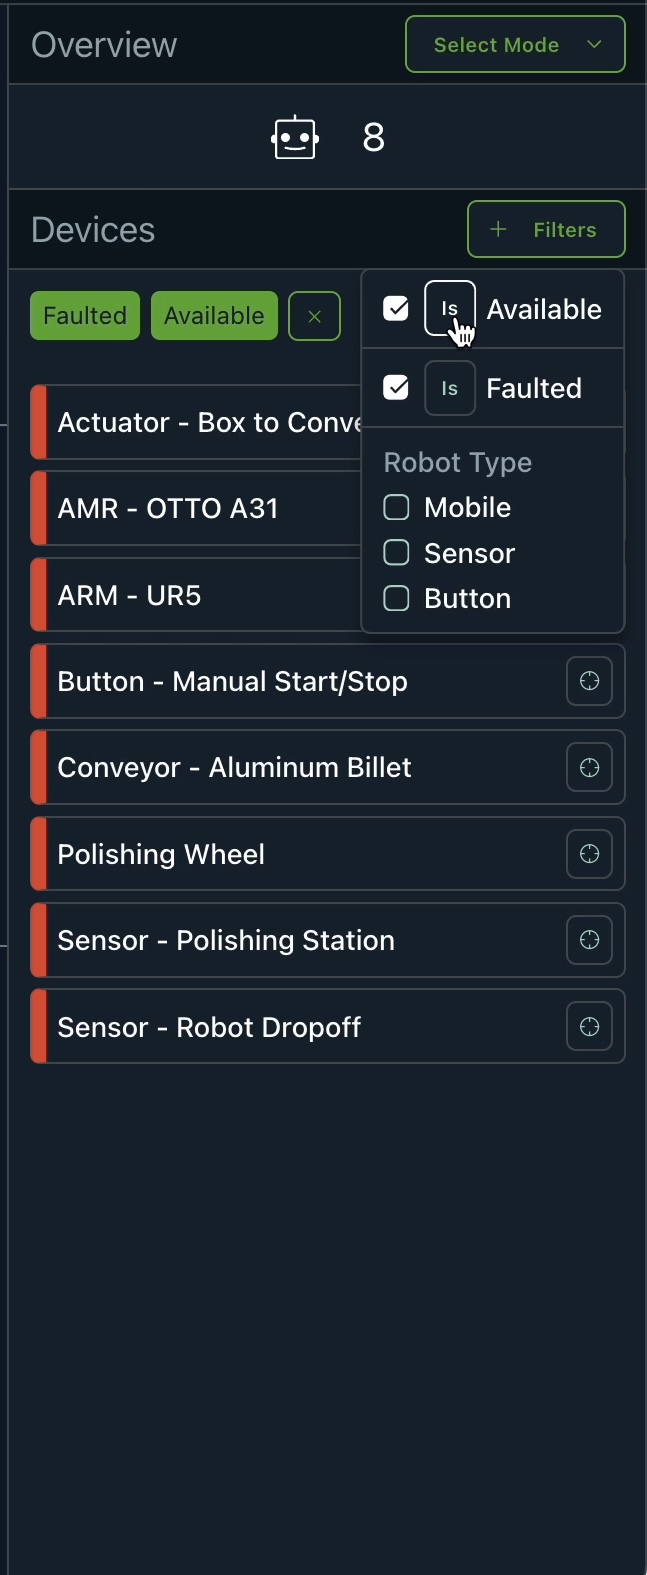 Overview
Select Mode
8
Devices
Filters
Faulted
Available
Is
Available
Is
Faulted
Robot Type
Mobile
Sensor
Button
Actuator - Box to Conve
AMR - OTTO A31
ARM - UR5
Button - Manual Start/Stop
Conveyor - Aluminum Billet
Polishing Wheel
Sensor - Polishing Station
Sensor - Robot Dropoff